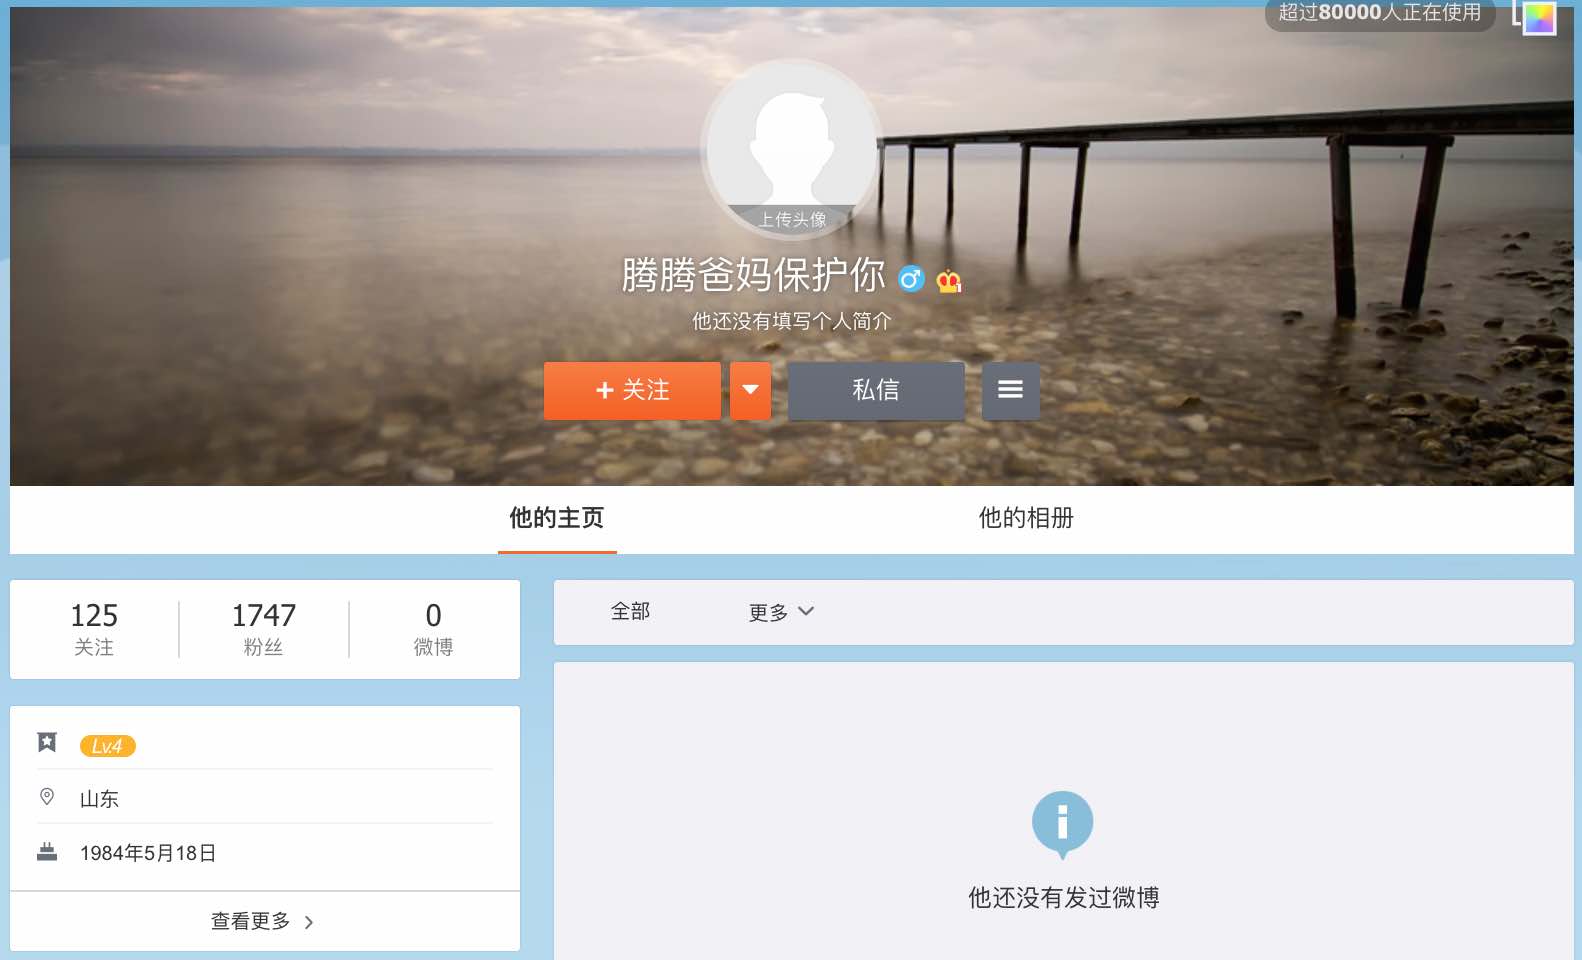 超过80000人正在使用
上传头像
腾腾爸妈保护你
他还没有填写个人简介
+ 关注
私信
他的主页
他的相册
125
关注
1747
粉丝
0
微博
全部
更多
Lv.4
山东
1984年5月18日
查看更多
他还没有发过微博